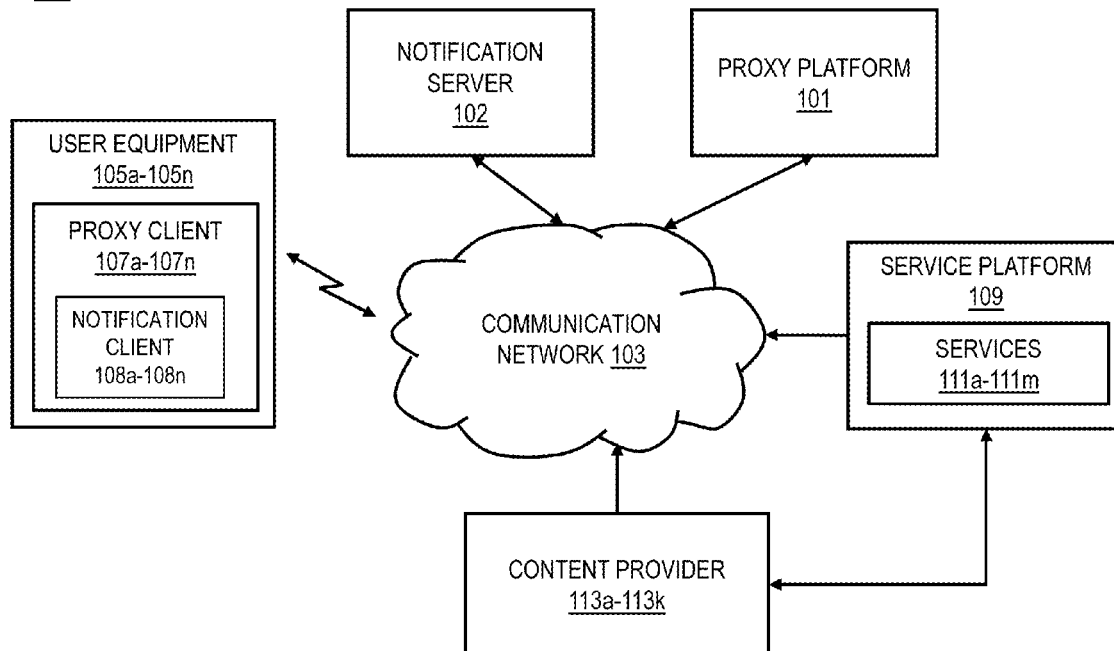 NOTIFICATION
SERVER
102
PROXY PLATFORM
101
USER EQUIPMENT
105a-105n
PROXY CLIENT
107a-107n
NOTIFICATION
CLIENT
108a-108n
COMMUNICATION
NETWORK 103
SERVICE PLATFORM
109
SERVICES
111a-111m
CONTENT PROVIDER
113a-113k